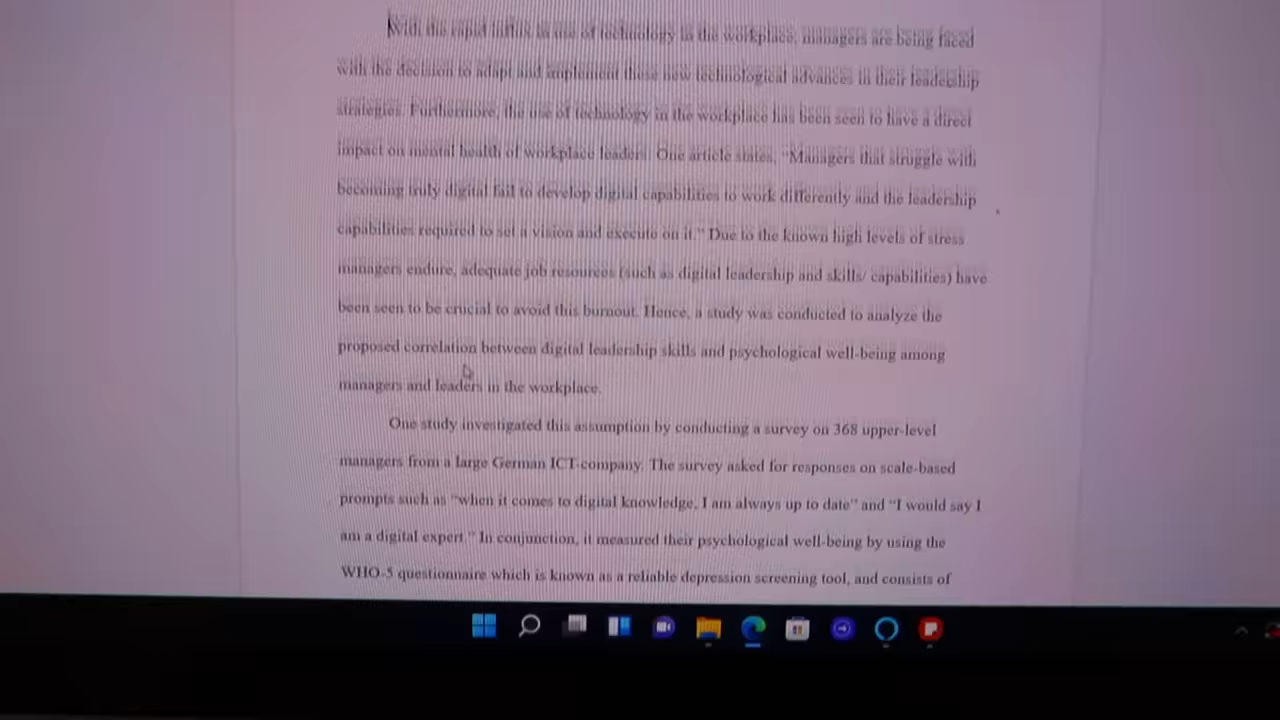 With the rapid influx in use of technology in the workplace, managers are being faced
with the decision to adapt and implement these new technological advances in their leadership
strategies. Furthermore, the use of technology in the workplace has been seen to have a direct
impact on mental health of workplace leaders. One article states, “Managers that struggle with
becoming truly digital fail to develop digital capabilities to work differently and the leadership
capabilities required to set a vision and execute on it.” Due to the known high levels of stress
managers endure, adequate job resources (such as digital leadership and skills/ capabilities) have
been seen to be crucial to avoid this burnout. Hence, a study was conducted to analyze the
proposed correlation between digital leadership skills and psychological well-being among
managers and leaders in the workplace.
One study investigated this assumption by conducting a survey on 368 upper-level
managers from a large German ICT-company. The survey asked for responses on scale-based
prompts such as “when it comes to digital knowledge, I am always up to date” and “I would say I
am a digital expert.” In conjunction, it measured their psychological well-being by using the
WHO-5 questionnaire which is known as a reliable depression screening tool, and consists of